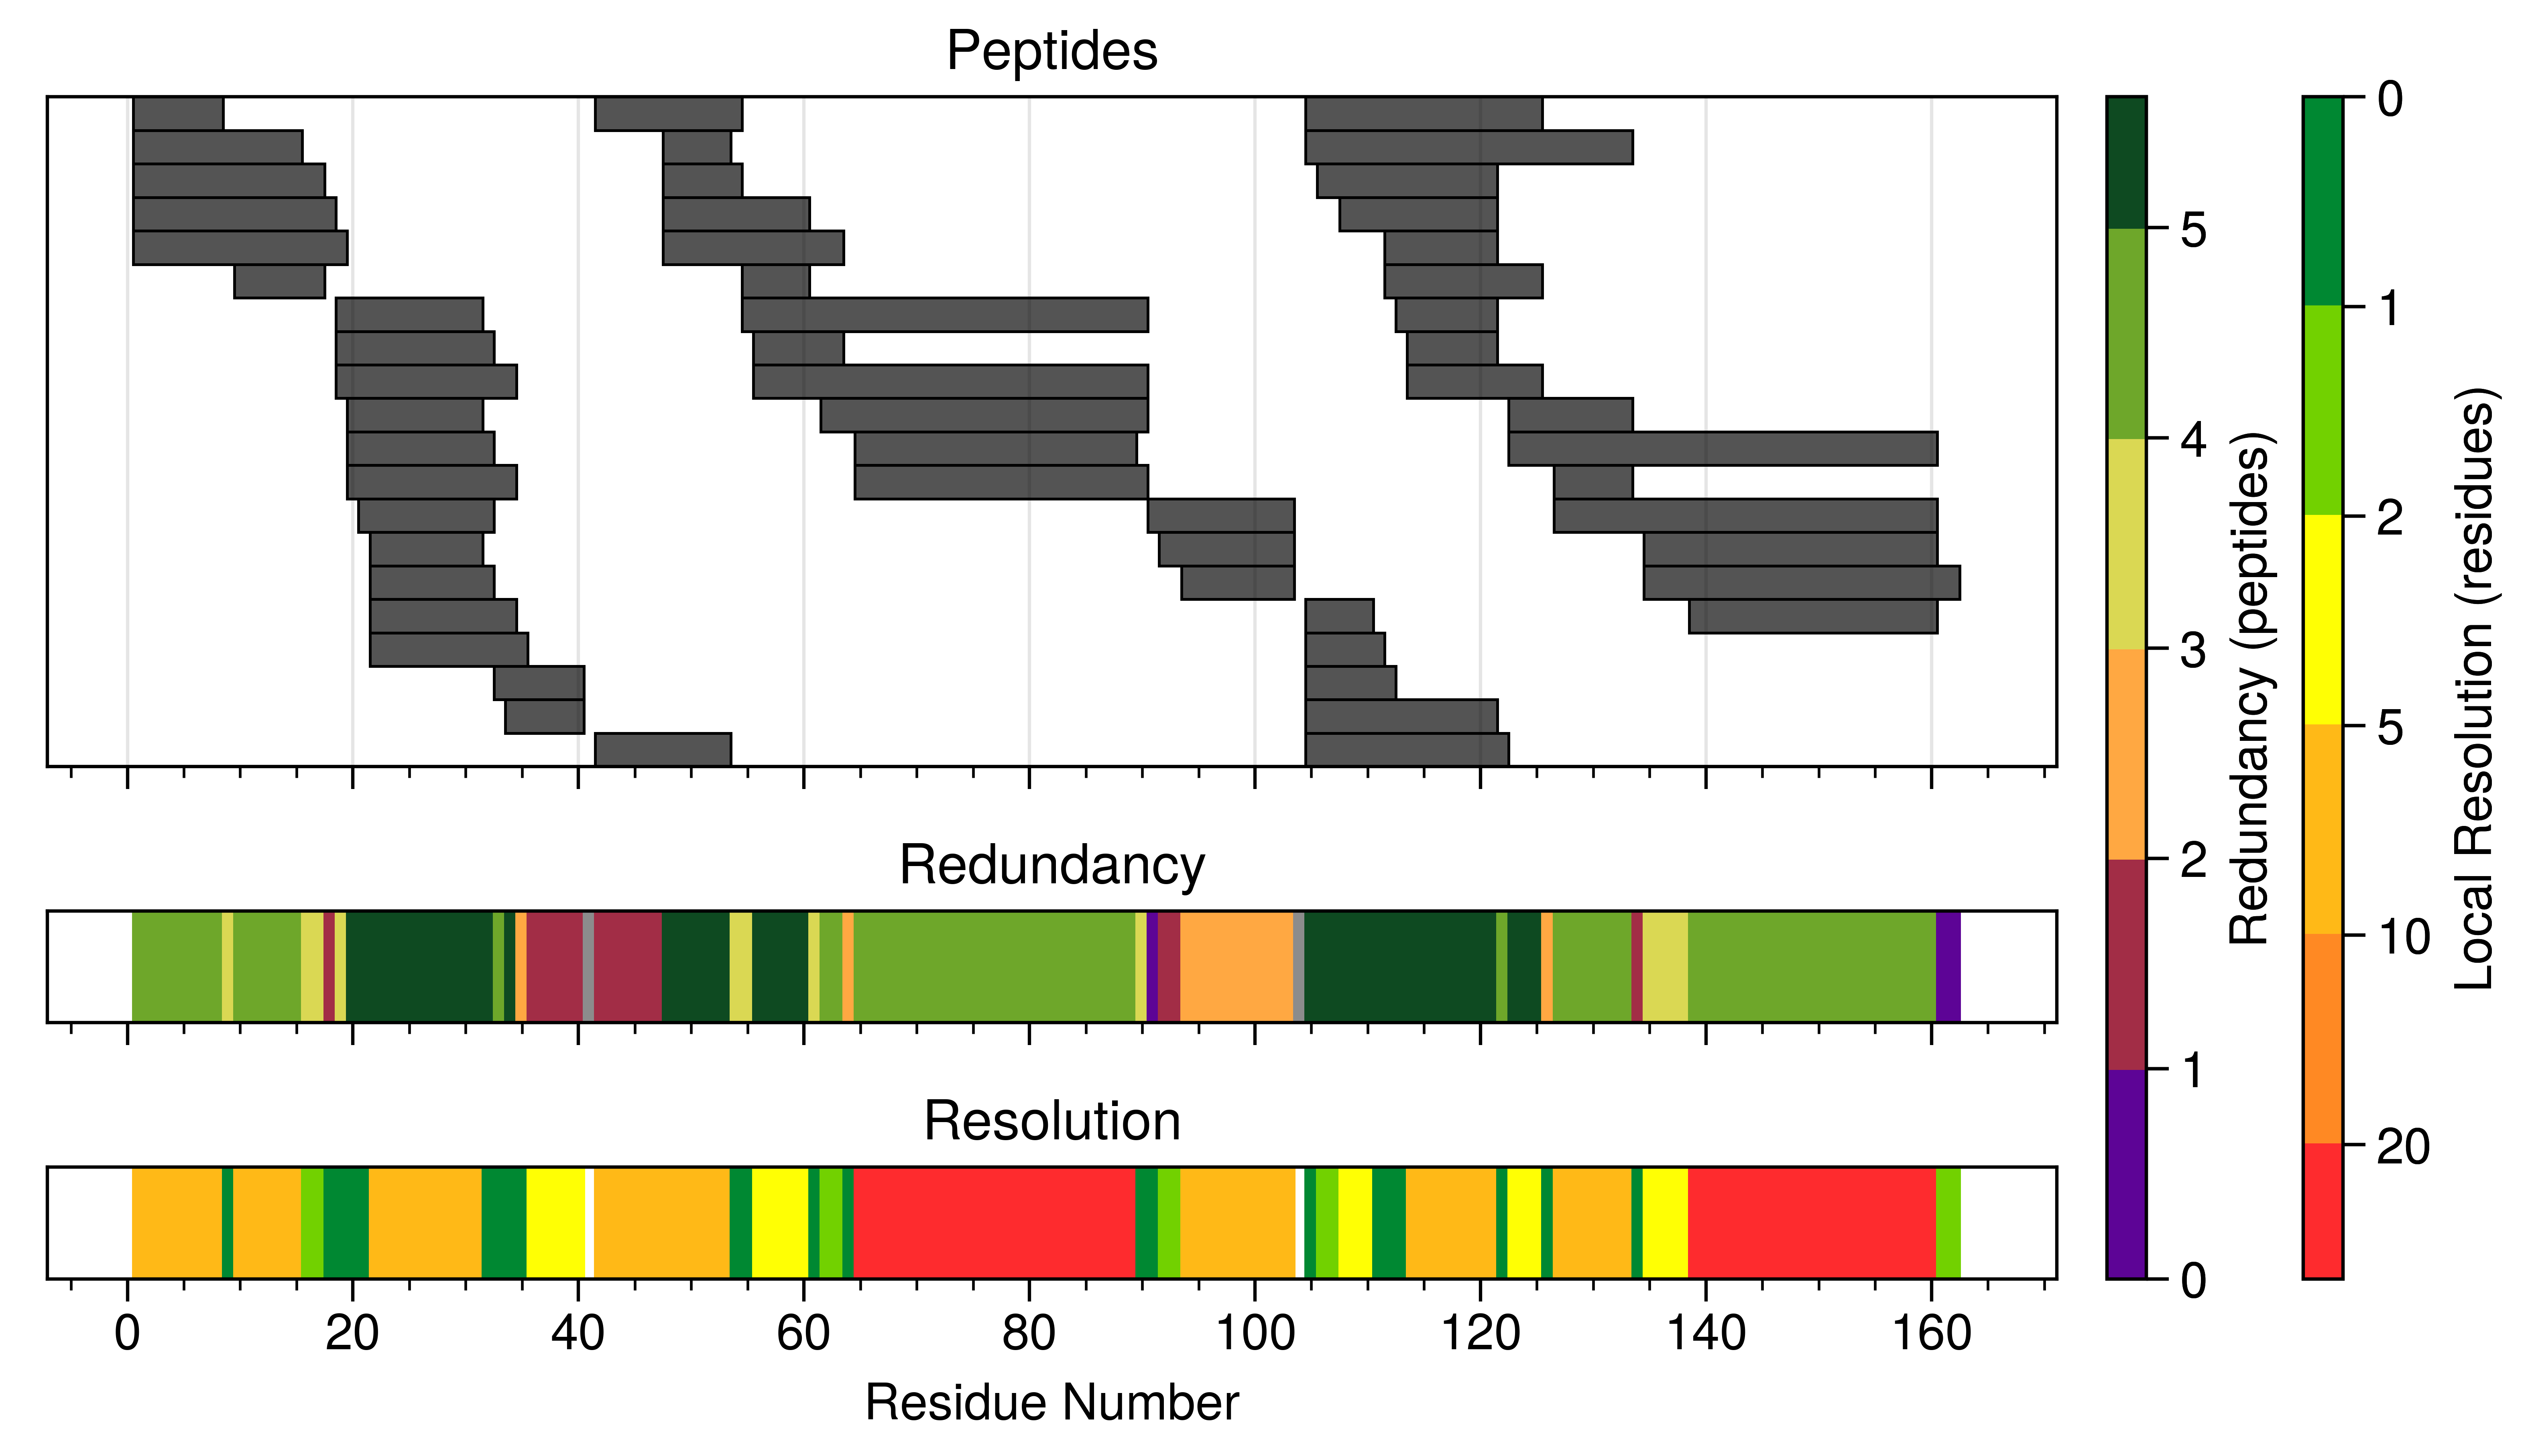 Peptides
Redundancy
Resolution
0 20 40 60 80 100 120 140 160
Residue Number
5
4
3
2
1
0
Redundancy (peptides)
0
1
2
5
10
20
Local Resolution (residues)